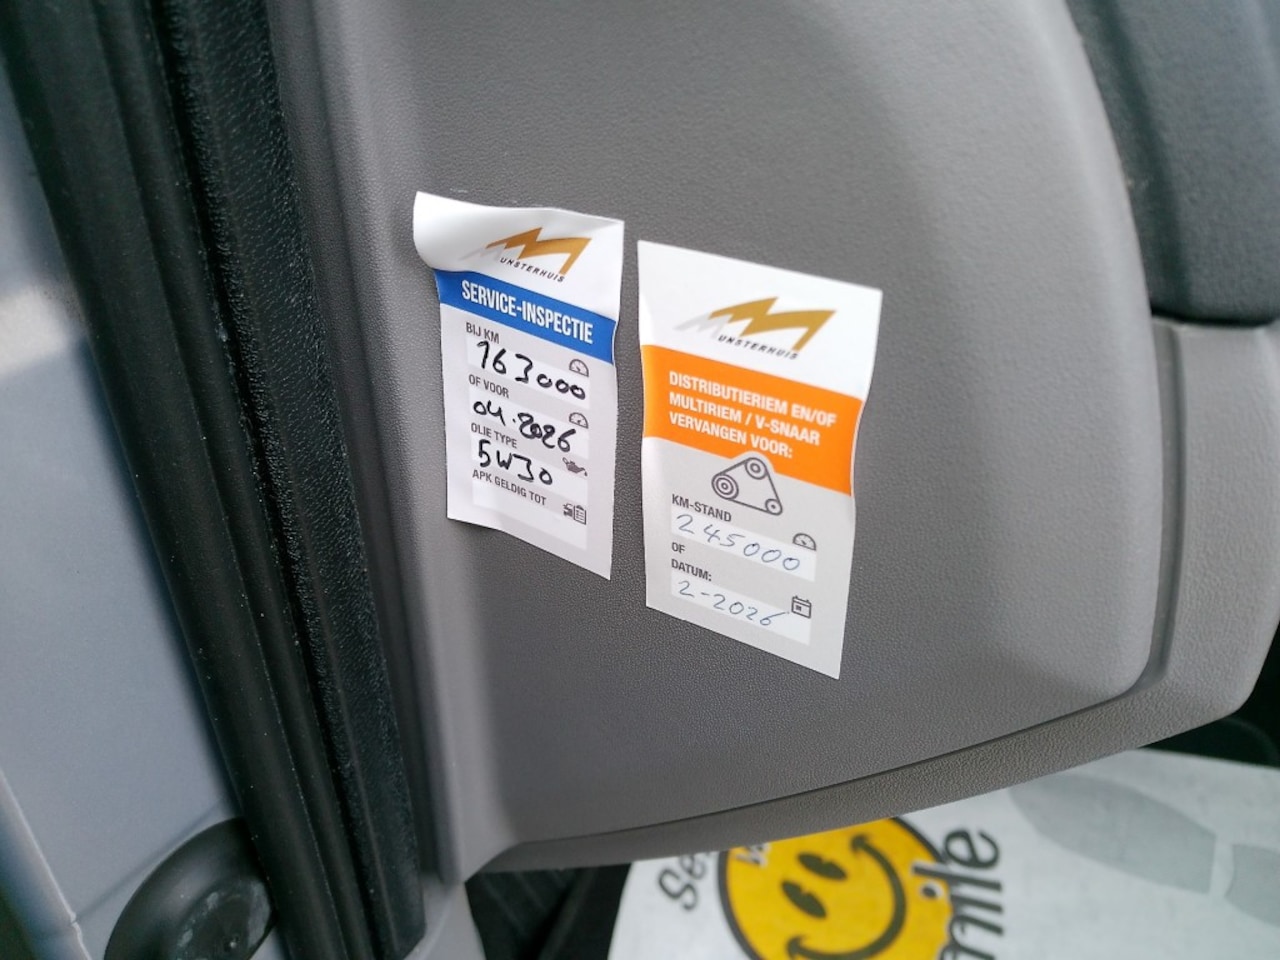 UNSTERHUIS
SERVICE-INSPECTIE
BIJ KM
163000
OF VOOR
04.2026
OLIE TYPE
5W30
APK GELDIG TOT
UNSTERHUIS
DISTRIBUTIERIEM EN/OF
MULTIRIEM / V-SNAAR
VERVANGEN VOOR:
KM-STAND
245000
OF
DATUM:
2-2026